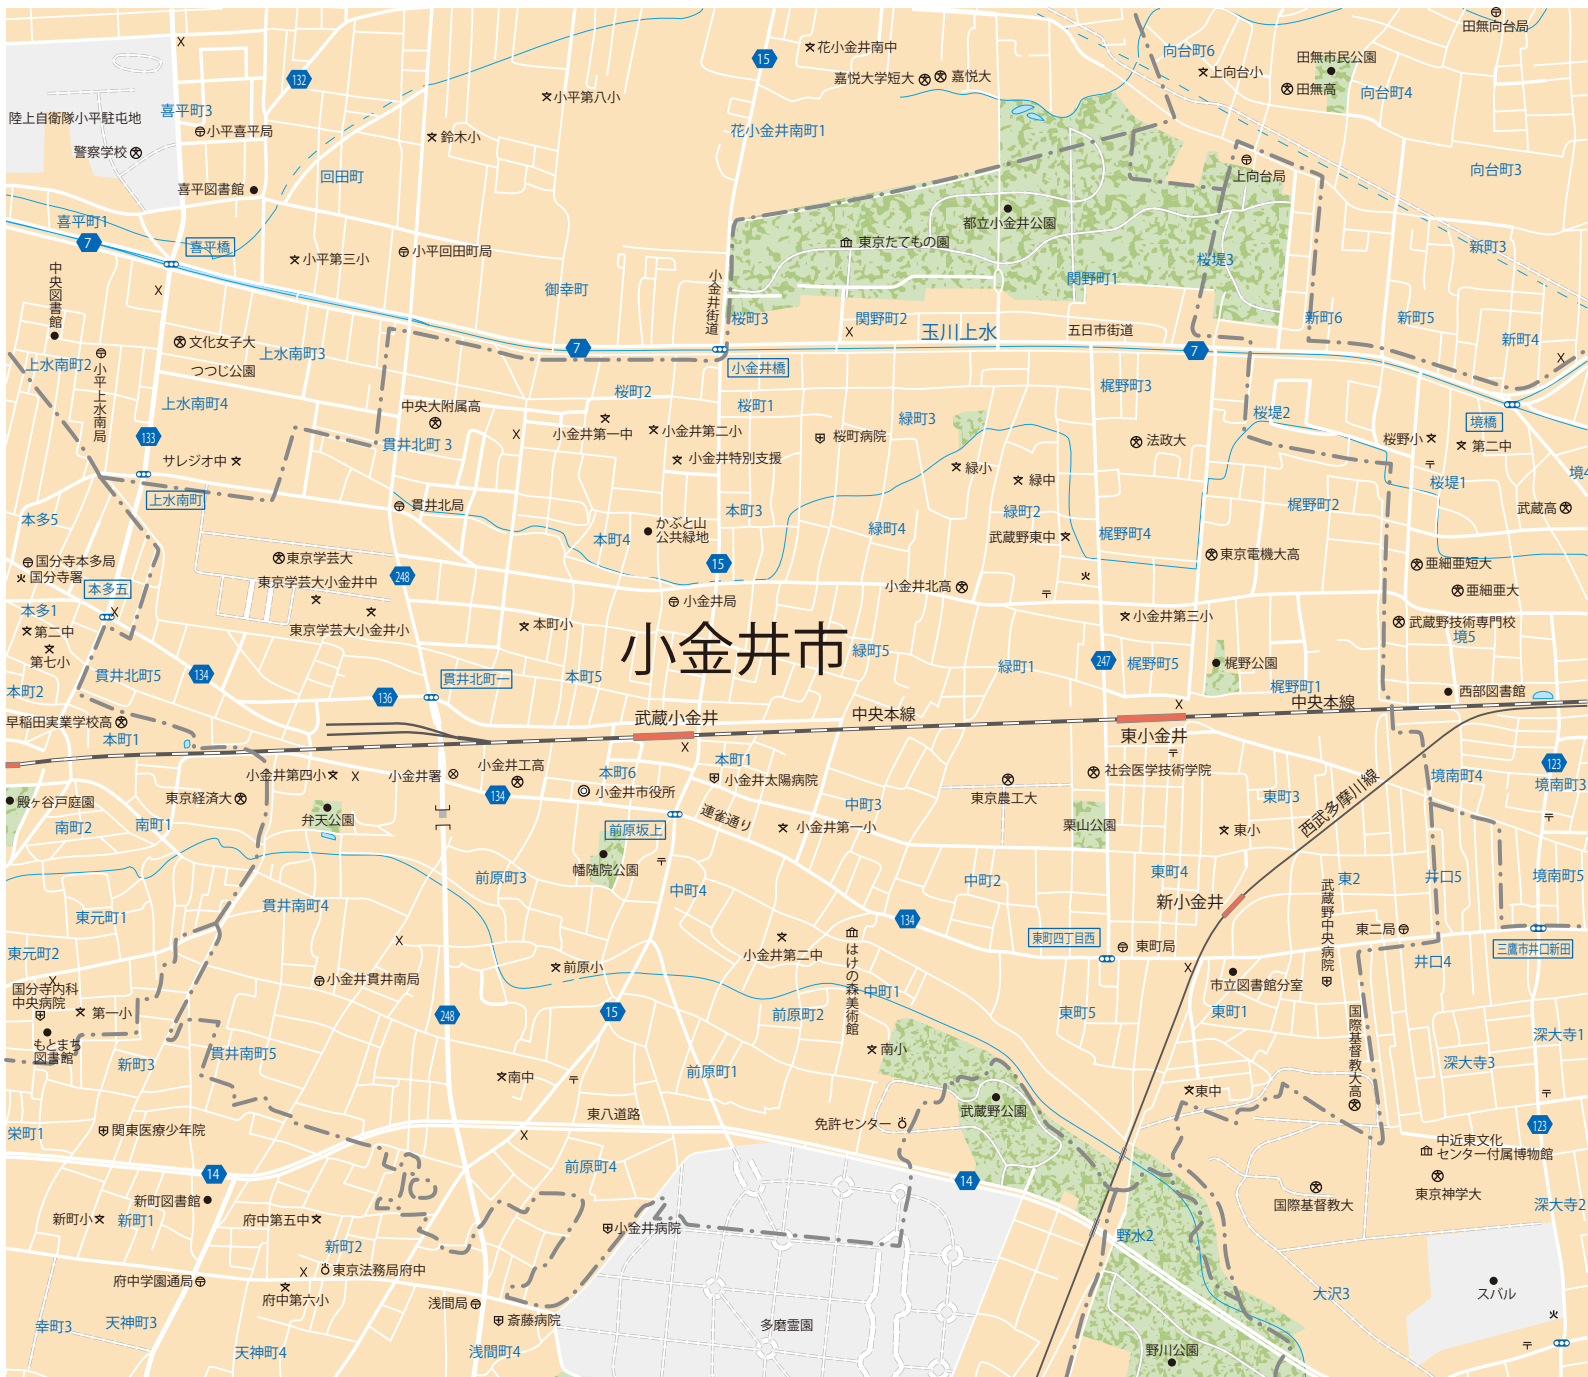 田無向台局
花小金井南中
向台町6
15
嘉悦大学短大
嘉悦大
上向台小
田無市民公園
田無高
向台町4
132
小平第八小
喜平町3
陸上自衛隊小平駐屯地
小平喜平局
鈴木小
花小金井南町1
警察学校
上向台局
向台町3
回田町
喜平図書館
都立小金井公園
喜平町1
7
喜平橋
小平第三小
小平回田町局
東京たてもの園
新町3
桜堤3
関野町1
中央図書館
御幸町
小金井街道
桜町3
関野町2
玉川上水
五日市街道
新町6
新町5
新町4
文化女子大
つつじ公園
上水南町3
上水南町2
小平上水南局
7
7
小金井橋
上水南町4
桜町2
桜町1
梶野町3
中央大附属高
小金井第一中
小金井第二小
緑町3
桜堤2
境橋
133
貫井北町3
桜町病院
法政大
桜野小
第二中
サレジオ中
小金井特別支援
緑小
緑中
桜堤1
境4
上水南町
貫井北局
本町3
緑町2
梶野町2
武蔵高
本多5
かぶと山
公共緑地
本町4
緑町4
武蔵野東中
梶野町4
国分寺本多局
国分寺署
東京学芸大
15
東京電機大高
亜細亜短大
本多五
東京学芸大小金井中
248
小金井北高
亜細亜大
本多1
小金井局
第二中
東京学芸大小金井小
本町小
小金井市
小金井第三小
武蔵野技術専門校
境5
第七小
貫井北町5
134
貫井北町一
本町5
緑町5
緑町1
247
梶野町5
梶野公園
本町2
136
梶野町1
西部図書館
早稲田実業学校高
本町1
武蔵小金井
中央本線
中央本線
東小金井
小金井第四小
小金井署
小金井工高
本町6
本町1
小金井太陽病院
社会医学技術学院
境南町4
123
境南町3
殿ヶ谷戸庭園
東京経済大
134
小金井市役所
東京農工大
東町3
西武多摩川線
南町2
南町1
弁天公園
前原坂上
連雀通り
中町3
小金井第一小
栗山公園
東小
幡随院公園
前原町3
中町4
中町2
東町4
東2
井口5
境南町5
新小金井
東元町1
貫井南町4
134
東町四丁目西
武蔵野中央病院
東二局
東元町2
小金井第二中
東町局
三鷹市井口新田
はけの森美術館
井口4
前原小
国分寺内科
中央病院
小金井貫井南局
中町1
市立図書館分室
第一小
248
15
前原町2
東町5
東町1
国際基督教大高
深大寺1
もとまち
図書館
新町3
貫井南町5
南小
深大寺3
南中
前原町1
東中
東八道路
武蔵野公園
免許センター
栄町1
関東医療少年院
123
14
前原町4
14
中近東文化
センター付属博物館
東京神学大
国際基督教大
新町図書館
新町小
新町1
府中第五中
小金井病院
深大寺2
新町2
野水2
東京法務局府中
府中学園通局
府中第六小
浅間局
大沢3
スバル
幸町3
天神町3
斎藤病院
多磨霊園
天神町4
浅間町4
野川公園